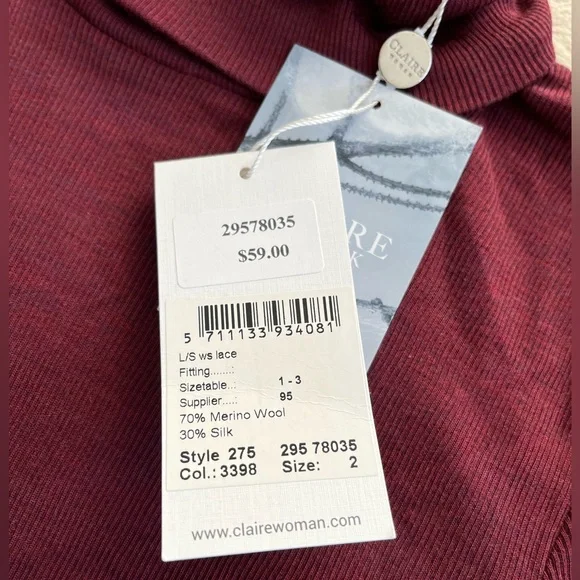 CLAIRE
RE
K
29578035
$59.00
5 711133 934081
L/S ws lace
Fitting.......:
Sizetable..: 1 - 3
Supplier....: 95
70% Merino Wool
30% Silk
Style 275 295 78035
Col.: 3398 Size: 2
www.clairewoman.com